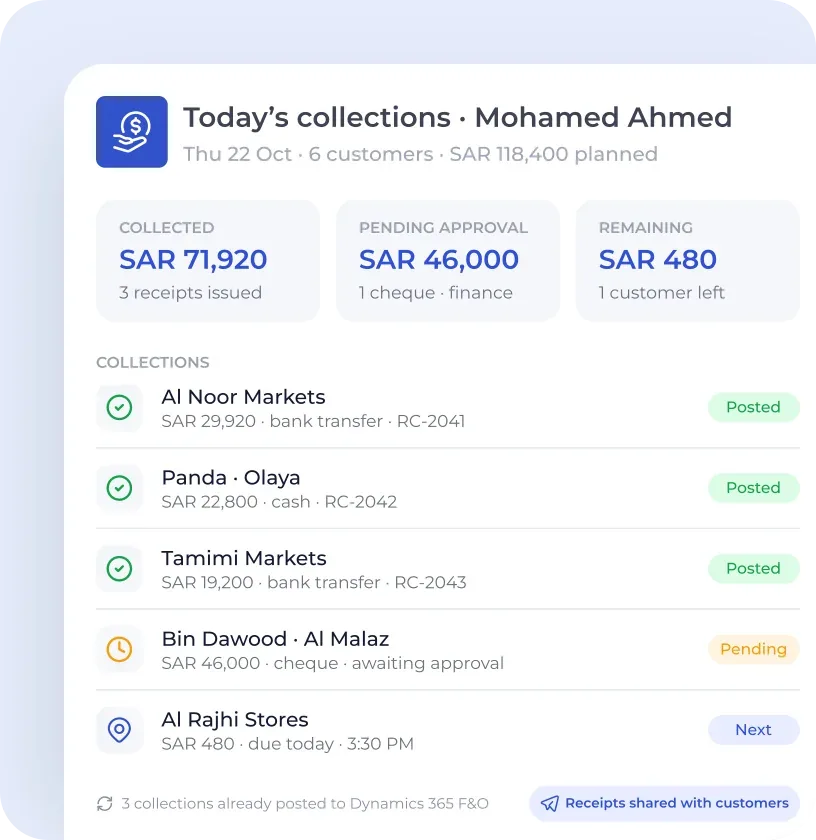 Today’s collections · Mohamed Ahmed
Thu 22 Oct · 6 customers · SAR 118,400 planned
COLLECTED
SAR 71,920
3 receipts issued
PENDING APPROVAL
SAR 46,000
1 cheque · finance
REMAINING
SAR 480
1 customer left
COLLECTIONS
Al Noor Markets
SAR 29,920 · bank transfer · RC-2041
Posted
Panda · Olaya
SAR 22,800 · cash · RC-2042
Posted
Tamimi Markets
SAR 19,200 · bank transfer · RC-2043
Posted
Bin Dawood · Al Malaz
SAR 46,000 · cheque · awaiting approval
Pending
Al Rajhi Stores
SAR 480 · due today · 3:30 PM
Next
3 collections already posted to Dynamics 365 F&O
Receipts shared with customers